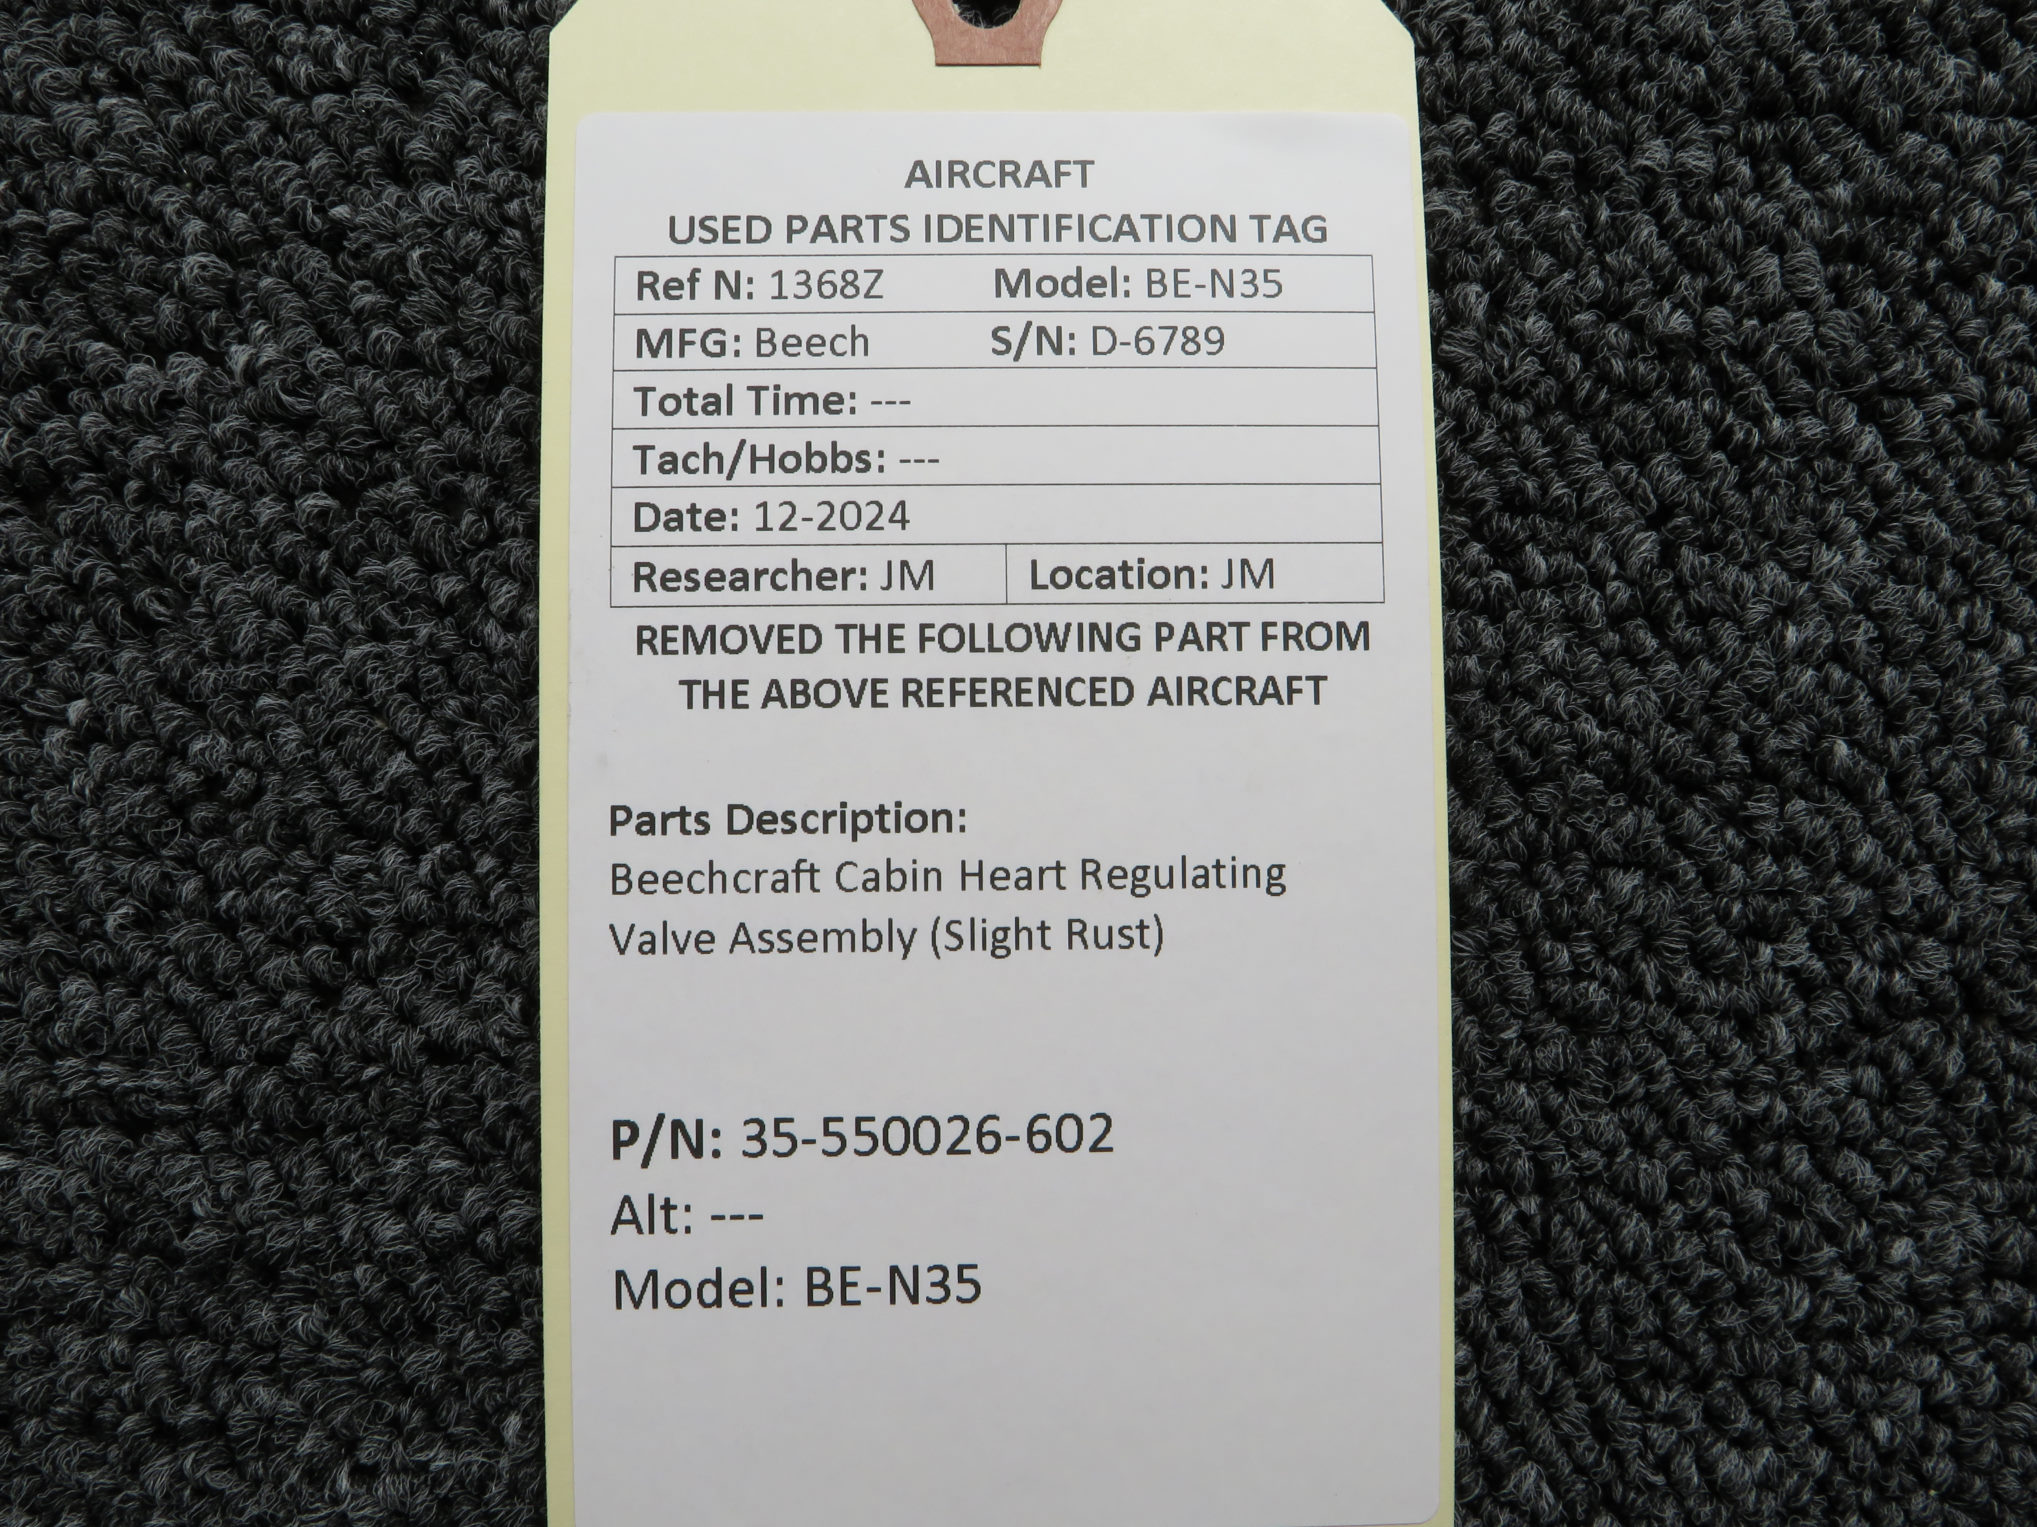 AIRCRAFT
USED PARTS IDENTIFICATION TAG
Ref N: 1368Z Model: BE-N35
MFG: Beech S/N: D-6789
Total Time: ---
Tach/Hobbs: ---
Date: 12-2024
Researcher: JM Location: JM
REMOVED THE FOLLOWING PART FROM
THE ABOVE REFERENCED AIRCRAFT
Parts Description:
Beechcraft Cabin Heart Regulating
Valve Assembly (Slight Rust)
P/N: 35-550026-602
Alt: ---
Model: BE-N35